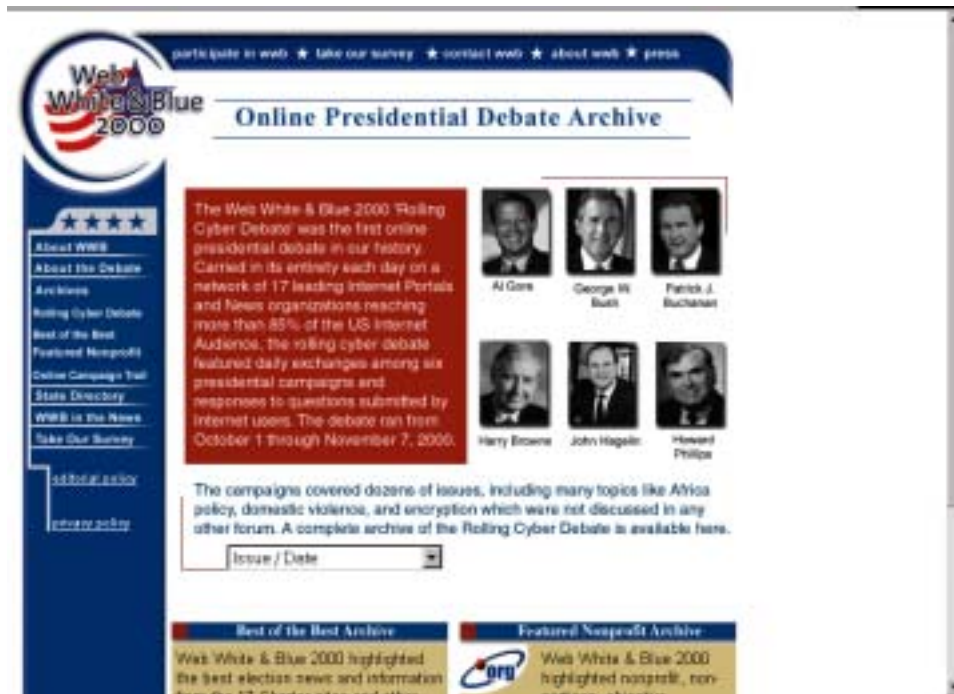 participate in wwb ★ take our survey ★ contact wwb ★ about wwb ★ press
Web
White & Blue
2000
Online Presidential Debate Archive
About WWB
About the Debate
Archives
Rolling Cyber Debate
Best of the Best
Featured Nonprofit
Online Campaign Trail
State Directory
WWB in the News
Take Our Survey
editorial policy
privacy policy
The Web White & Blue 2000 'Rolling
Cyber Debate' was the first online
presidential debate in our history.
Carried in its entirety each day on a
network of 17 leading Internet Portals
and News organizations reaching
more than 85% of the US Internet
Audience, the rolling cyber debate
featured daily exchanges among six
presidential campaigns and
responses to questions submitted by
Internet users. The debate ran from
October 1 through November 7, 2000.
Al Gore
George W.
Bush
Patrick J.
Buchanan
Harry Browne
John Hagelin
Howard
Phillips
The campaigns covered dozens of issues, including many topics like Africa
policy, domestic violence, and encryption which were not discussed in any
other forum. A complete archive of the Rolling Cyber Debate is available here.
Issue / Date
Best of the Best Archive
Web White & Blue 2000 highlighted
the best election news and information
Featured Nonprofit Archive
.org
Web White & Blue 2000
highlighted nonprofit, non-